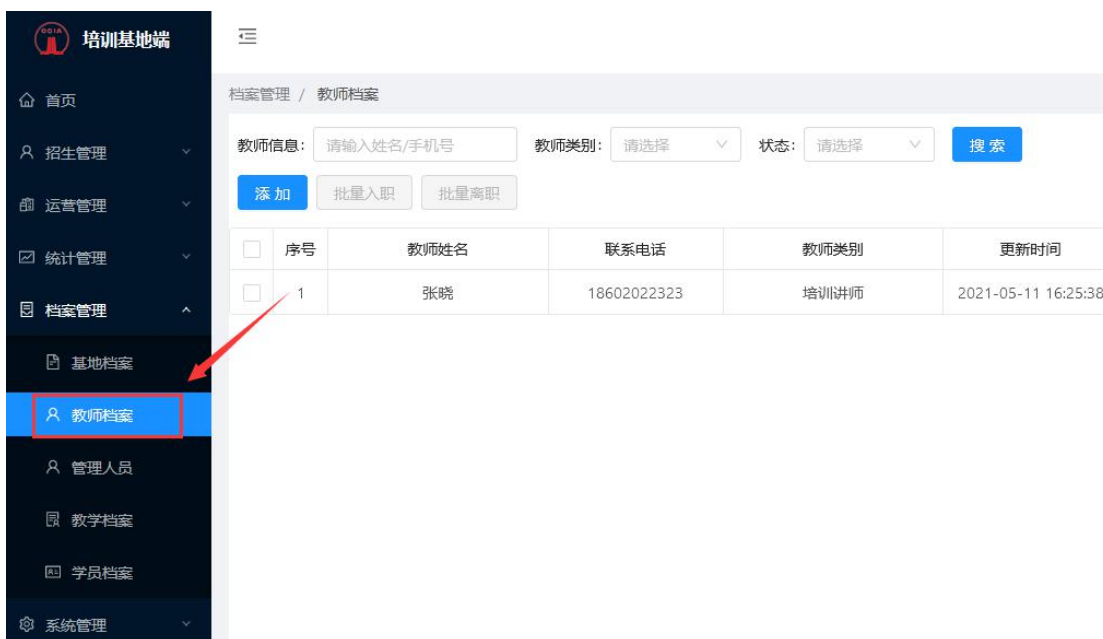 OGIA 培训基地端
首页
招生管理
运营管理
统计管理
档案管理
基地档案
教师档案
管理人员
教学档案
学员档案
系统管理
档案管理 / 教师档案
教师信息： 请输入姓名/手机号 教师类别： 请选择 状态： 请选择 搜 索
添 加 批量入职 批量离职
序号 教师姓名 联系电话 教师类别 更新时间
1 张晓 18602022323 培训讲师 2021-05-11 16:25:38